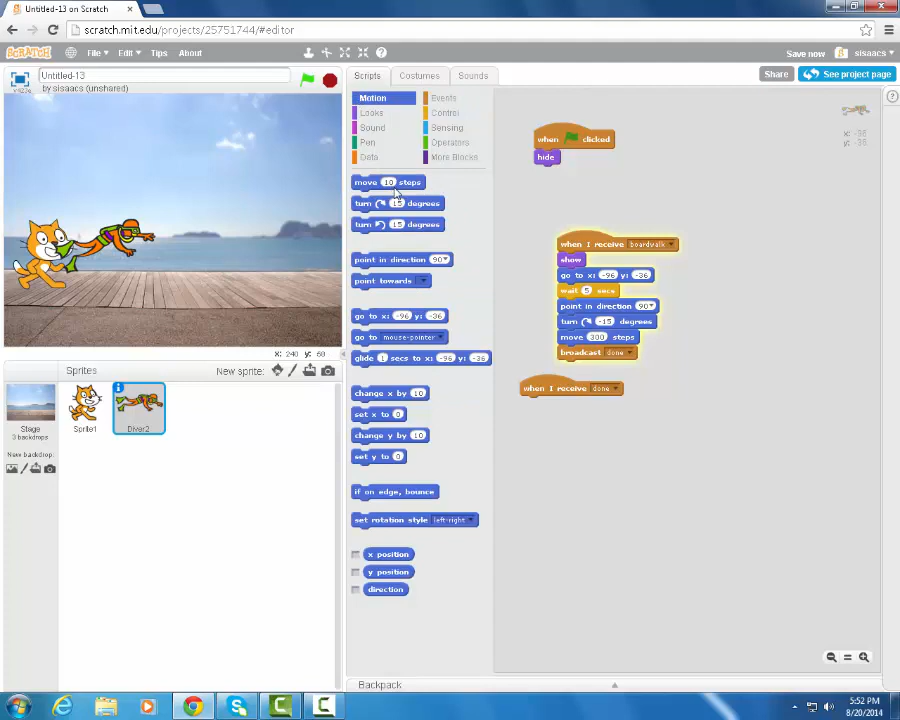 Untitled-13 on Scratch
scratch.mit.edu/projects/25751744/#editor
SCRATCH File Edit Tips About Save now sisaacs
Untitled-13
by sisaacs (unshared)
Scripts Costumes Sounds Share See project page
Motion Events
Looks Control
Sound Sensing
Pen Operators
Data More Blocks
move 10 steps
turn 15 degrees
turn 15 degrees
point in direction 90
point towards
go to x: -96 y: -36
go to mouse-pointer
glide 1 secs to x: -96 y: -36
change x by 10
set x to 0
change y by 10
set y to 0
if on edge, bounce
set rotation style left-right
x position
y position
direction
when clicked
hide
when I receive boardwalk
show
go to x: -96 y: -36
wait 5 secs
point in direction 90
turn -15 degrees
move 300 steps
broadcast done
when I receive done
x: -36
y: -36
x: 240 y: 60
Sprites New sprite:
Stage
3 backdrops
New backdrop:
Sprite1
Diver2
Backpack
5:52 PM
8/20/2014